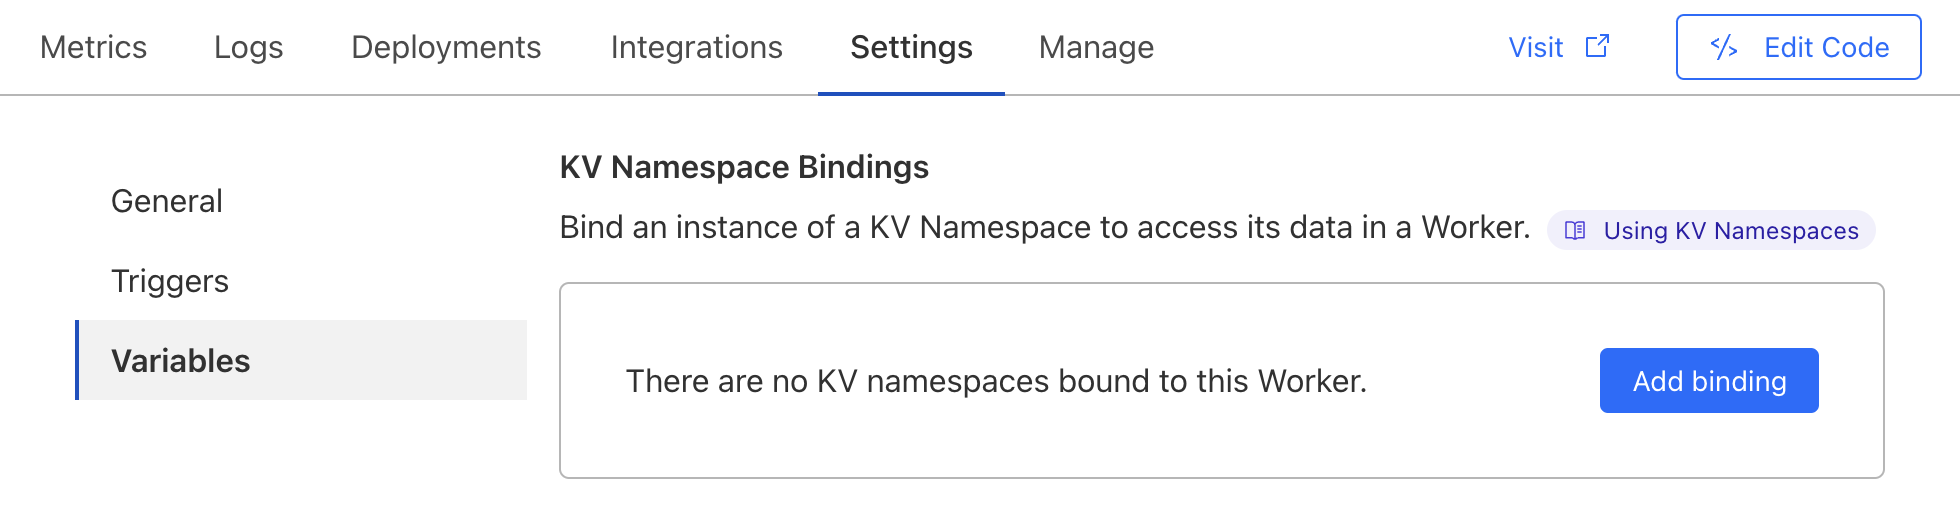 Metrics Logs Deployments Integrations Settings Manage Visit Edit Code
General
Triggers
Variables
KV Namespace Bindings
Bind an instance of a KV Namespace to access its data in a Worker. Using KV Namespaces
There are no KV namespaces bound to this Worker. Add binding